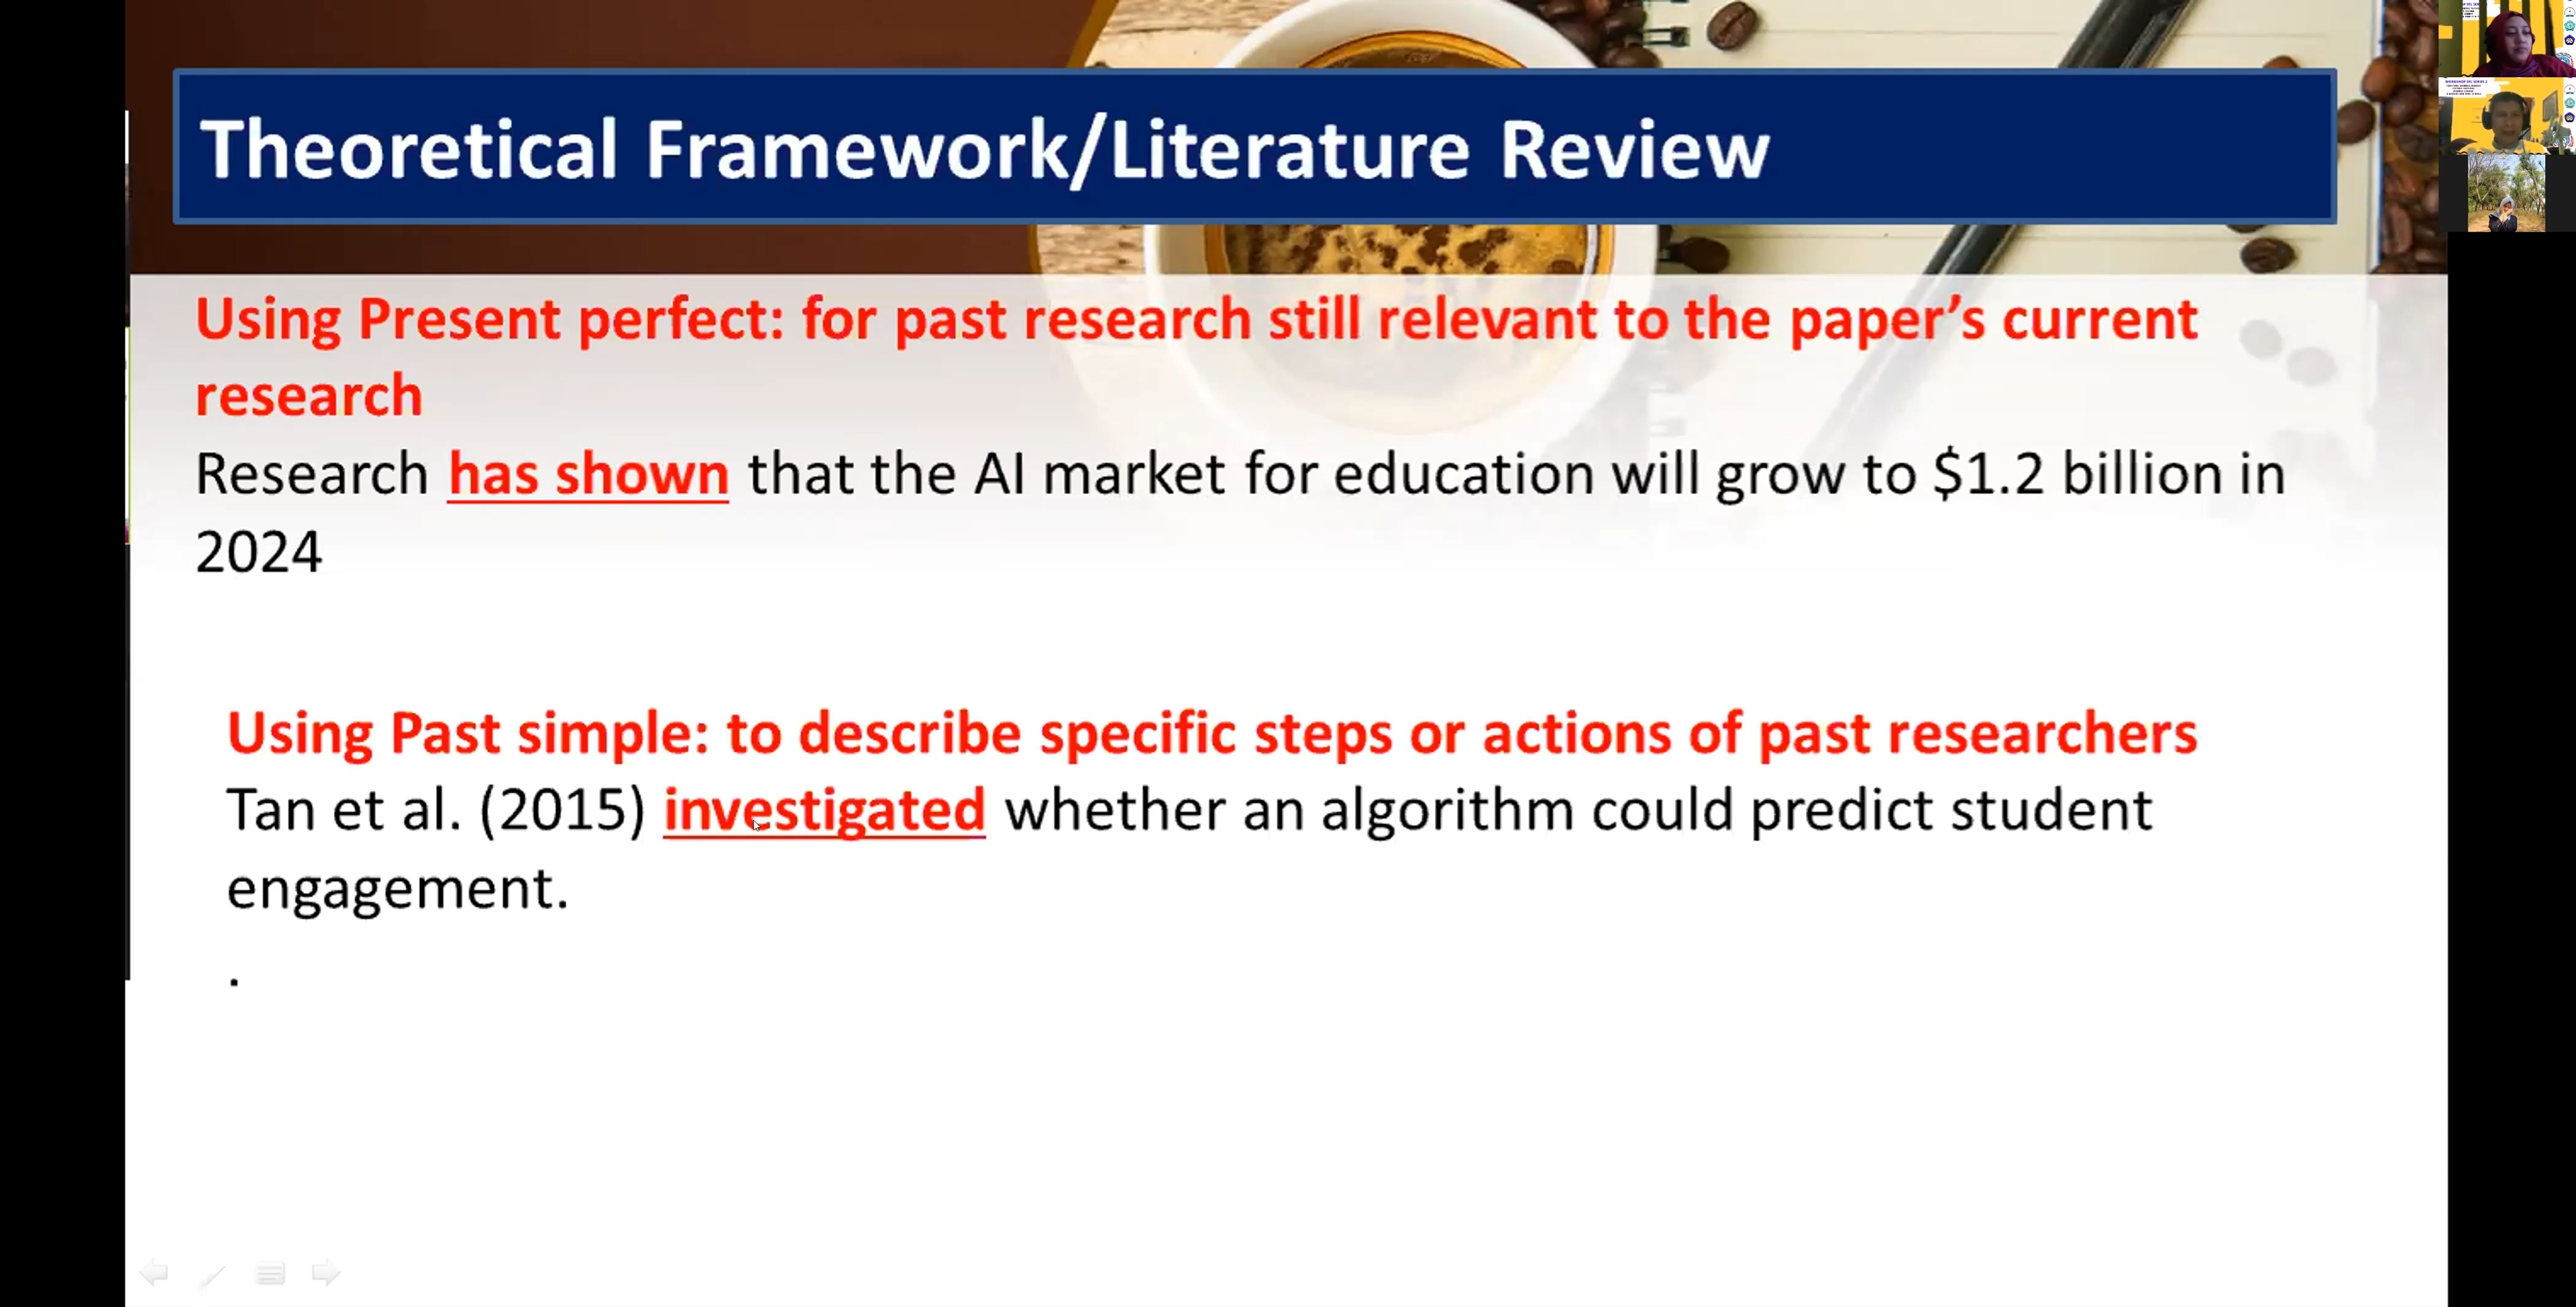 Theoretical Framework/Literature Review
Using Present perfect: for past research still relevant to the paper's current
research
Research has shown that the AI market for education will grow to $1.2 billion in
2024
Using Past simple: to describe specific steps or actions of past researchers
Tan et al. (2015) investigated whether an algorithm could predict student
engagement.
.